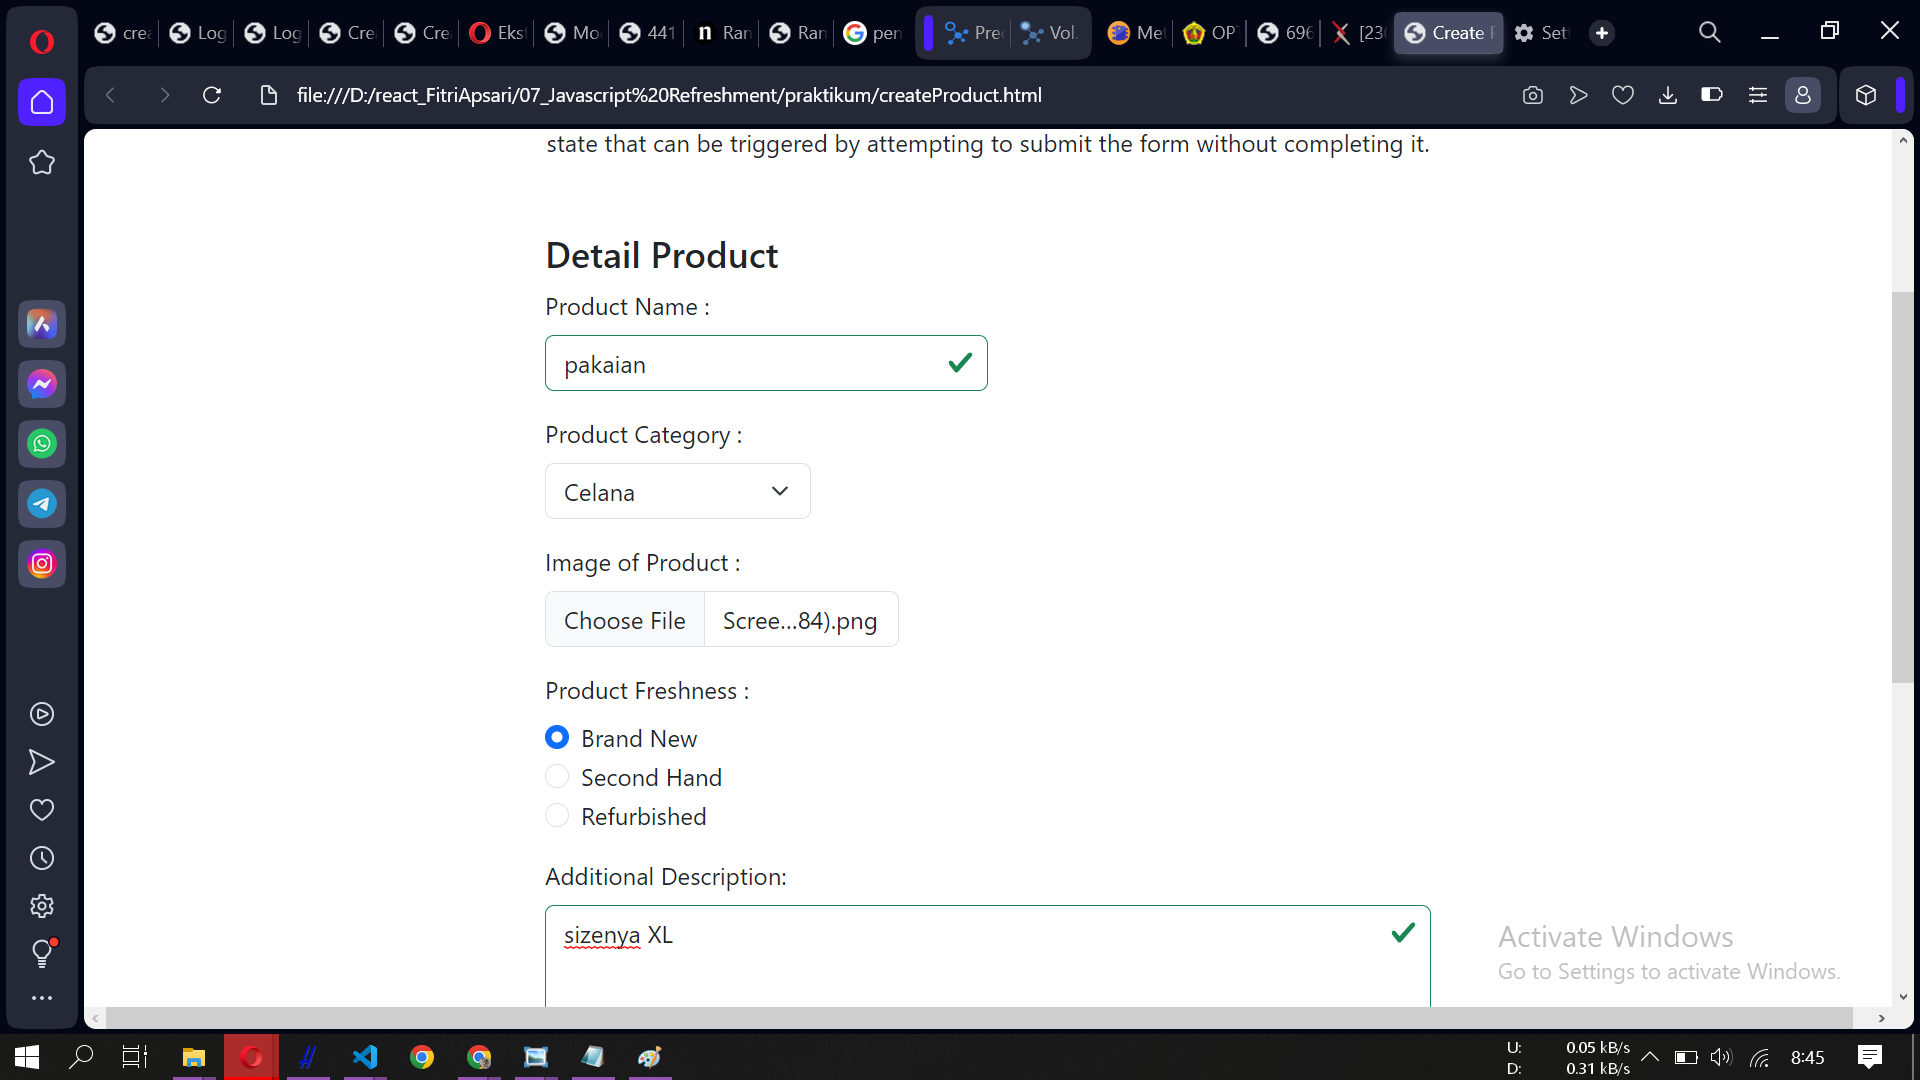 crea
Log
Log
Cre
Cre
Ekst
Mo
441
n Ran
Ran
G pen
Pred
Vol.
Met
OPT
696
[230
Create P
Sett
file:///D:/react_FitriApsari/07_Javascript%20Refreshment/praktikum/createProduct.html
state that can be triggered by attempting to submit the form without completing it.
Detail Product
Product Name :
pakaian
Product Category :
Celana
Image of Product :
Choose File Scree...84).png
Product Freshness :
Brand New
Second Hand
Refurbished
Additional Description:
sizenya XL
Activate Windows
Go to Settings to activate Windows.
U: 0.05 kB/s
D: 0.31 kB/s
8:45